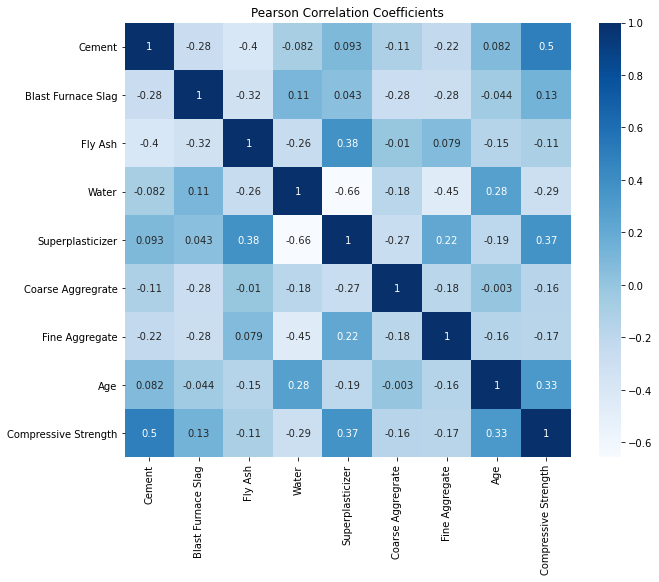 Pearson Correlation Coefficients
Cement 1 -0.28 -0.4 -0.082 0.093 -0.11 -0.22 0.082 0.5
Blast Furnace Slag -0.28 1 -0.32 0.11 0.043 -0.28 -0.28 -0.044 0.13
Fly Ash -0.4 -0.32 1 -0.26 0.38 -0.01 0.079 -0.15 -0.11
Water -0.082 0.11 -0.26 1 -0.66 -0.18 -0.45 0.28 -0.29
Superplasticizer 0.093 0.043 0.38 -0.66 1 -0.27 0.22 -0.19 0.37
Coarse Aggregrate -0.11 -0.28 -0.01 -0.18 -0.27 1 -0.18 -0.003 -0.16
Fine Aggregate -0.22 -0.28 0.079 -0.45 0.22 -0.18 1 -0.16 -0.17
Age 0.082 -0.044 -0.15 0.28 -0.19 -0.003 -0.16 1 0.33
Compressive Strength 0.5 0.13 -0.11 -0.29 0.37 -0.16 -0.17 0.33 1
Cement
Blast Furnace Slag
Fly Ash
Water
Superplasticizer
Coarse Aggregrate
Fine Aggregate
Age
Compressive Strength
1.0
0.8
0.6
0.4
0.2
0.0
-0.2
-0.4
-0.6